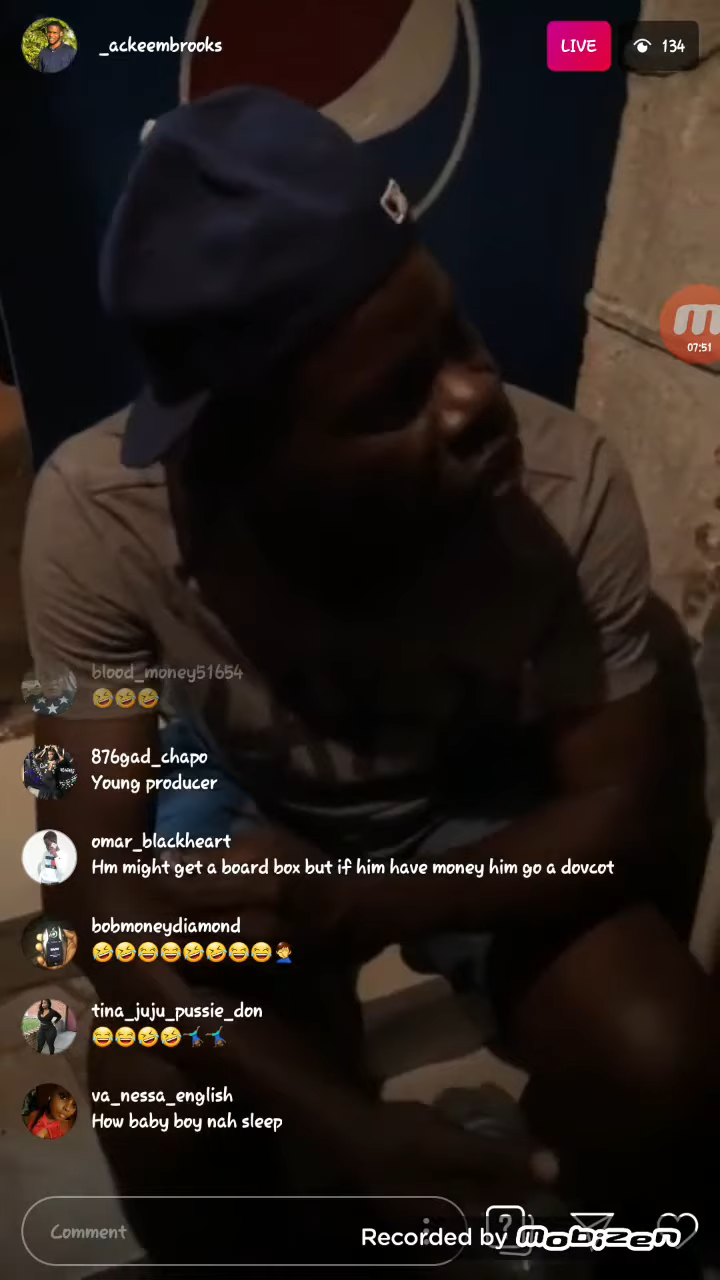 _ackeembrooks
LIVE
134
07:51
blood_money51654
🤣🤣🤣
876gad_chapo
Young producer
omar_blackheart
Hm might get a board box but if him have money him go a dovcot
bobmoneydiamond
🤣🤣😂😂🤣🤣😂😂🤦‍♂️
tina_juju_pussie_don
😂😂🤣🤣🤸‍♂️🤸‍♂️
va_nessa_english
How baby boy nah sleep
Comment
Recorded by mobizen